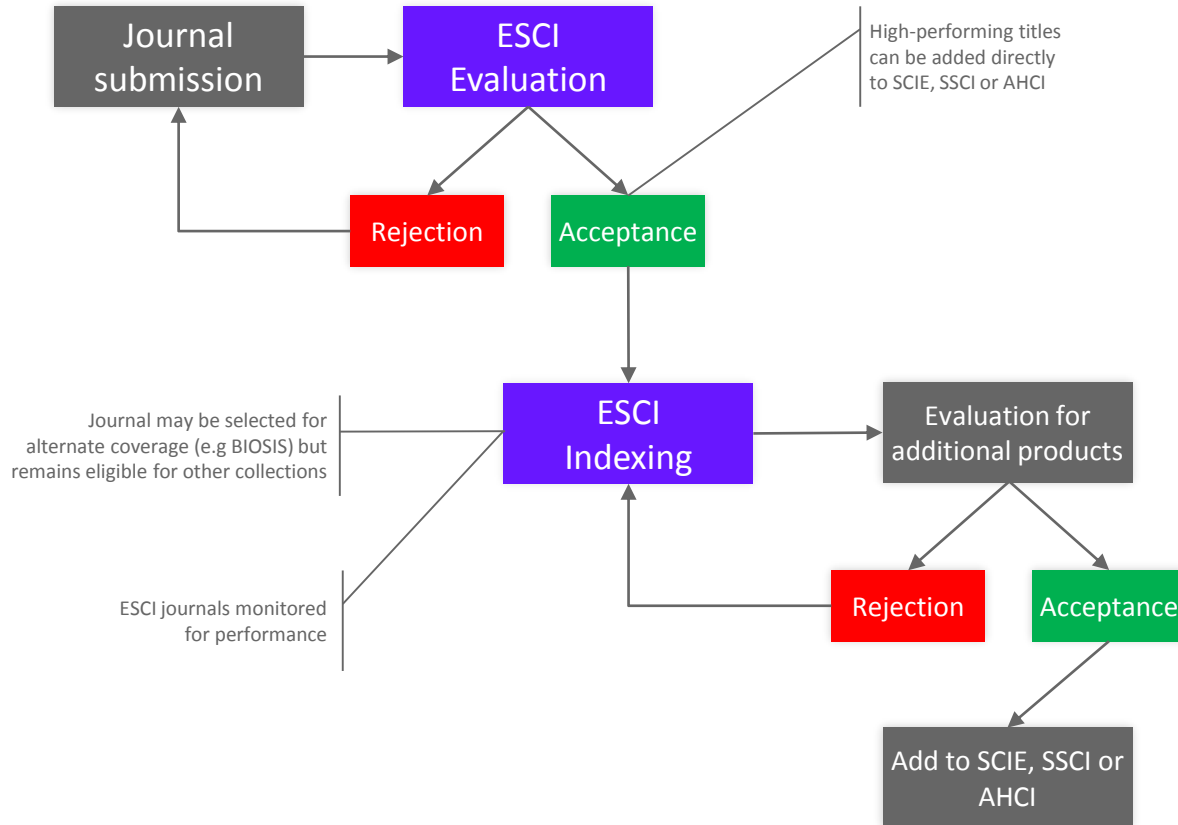 Journal
submission
ESCI
Evaluation
High-performing titles
can be added directly
to SCIE, SSCI or AHCI
Rejection
Acceptance
Journal may be selected for
alternate coverage (e.g BIOSIS) but
remains eligible for other collections
ESCI
Indexing
Evaluation for
additional products
ESCI journals monitored
for performance
Rejection
Acceptance
Add to SCIE, SSCI or
AHCI